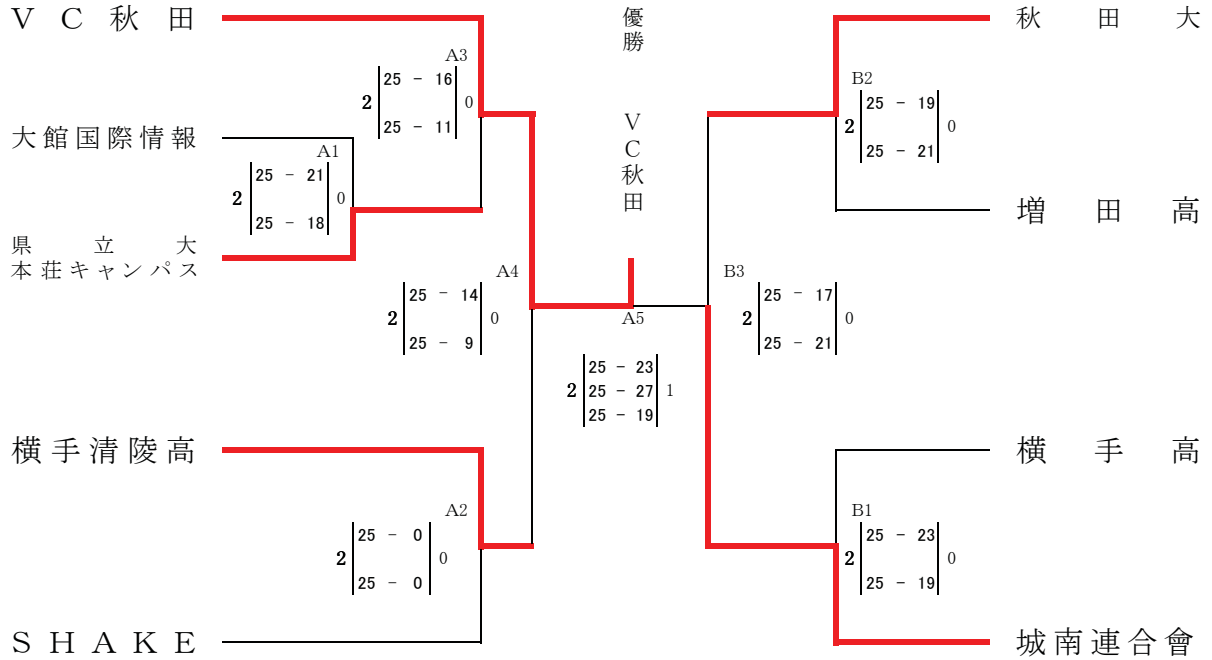 VC秋田
A3
25 - 16
2 0
25 - 11
大館国際情報
A1
25 - 21
2 0
25 - 18
県立大
本荘キャンパス
A4
25 - 14
2 0
25 - 9
横手清陵高
A2
25 - 0
2 0
25 - 0
SHAKE
優勝
VC秋田
A5
25 - 23
2 25 - 27 1
25 - 19
秋田大
B2
25 - 19
2 0
25 - 21
増田高
B3
25 - 17
2 0
25 - 21
横手高
B1
25 - 23
2 0
25 - 19
城南連合會